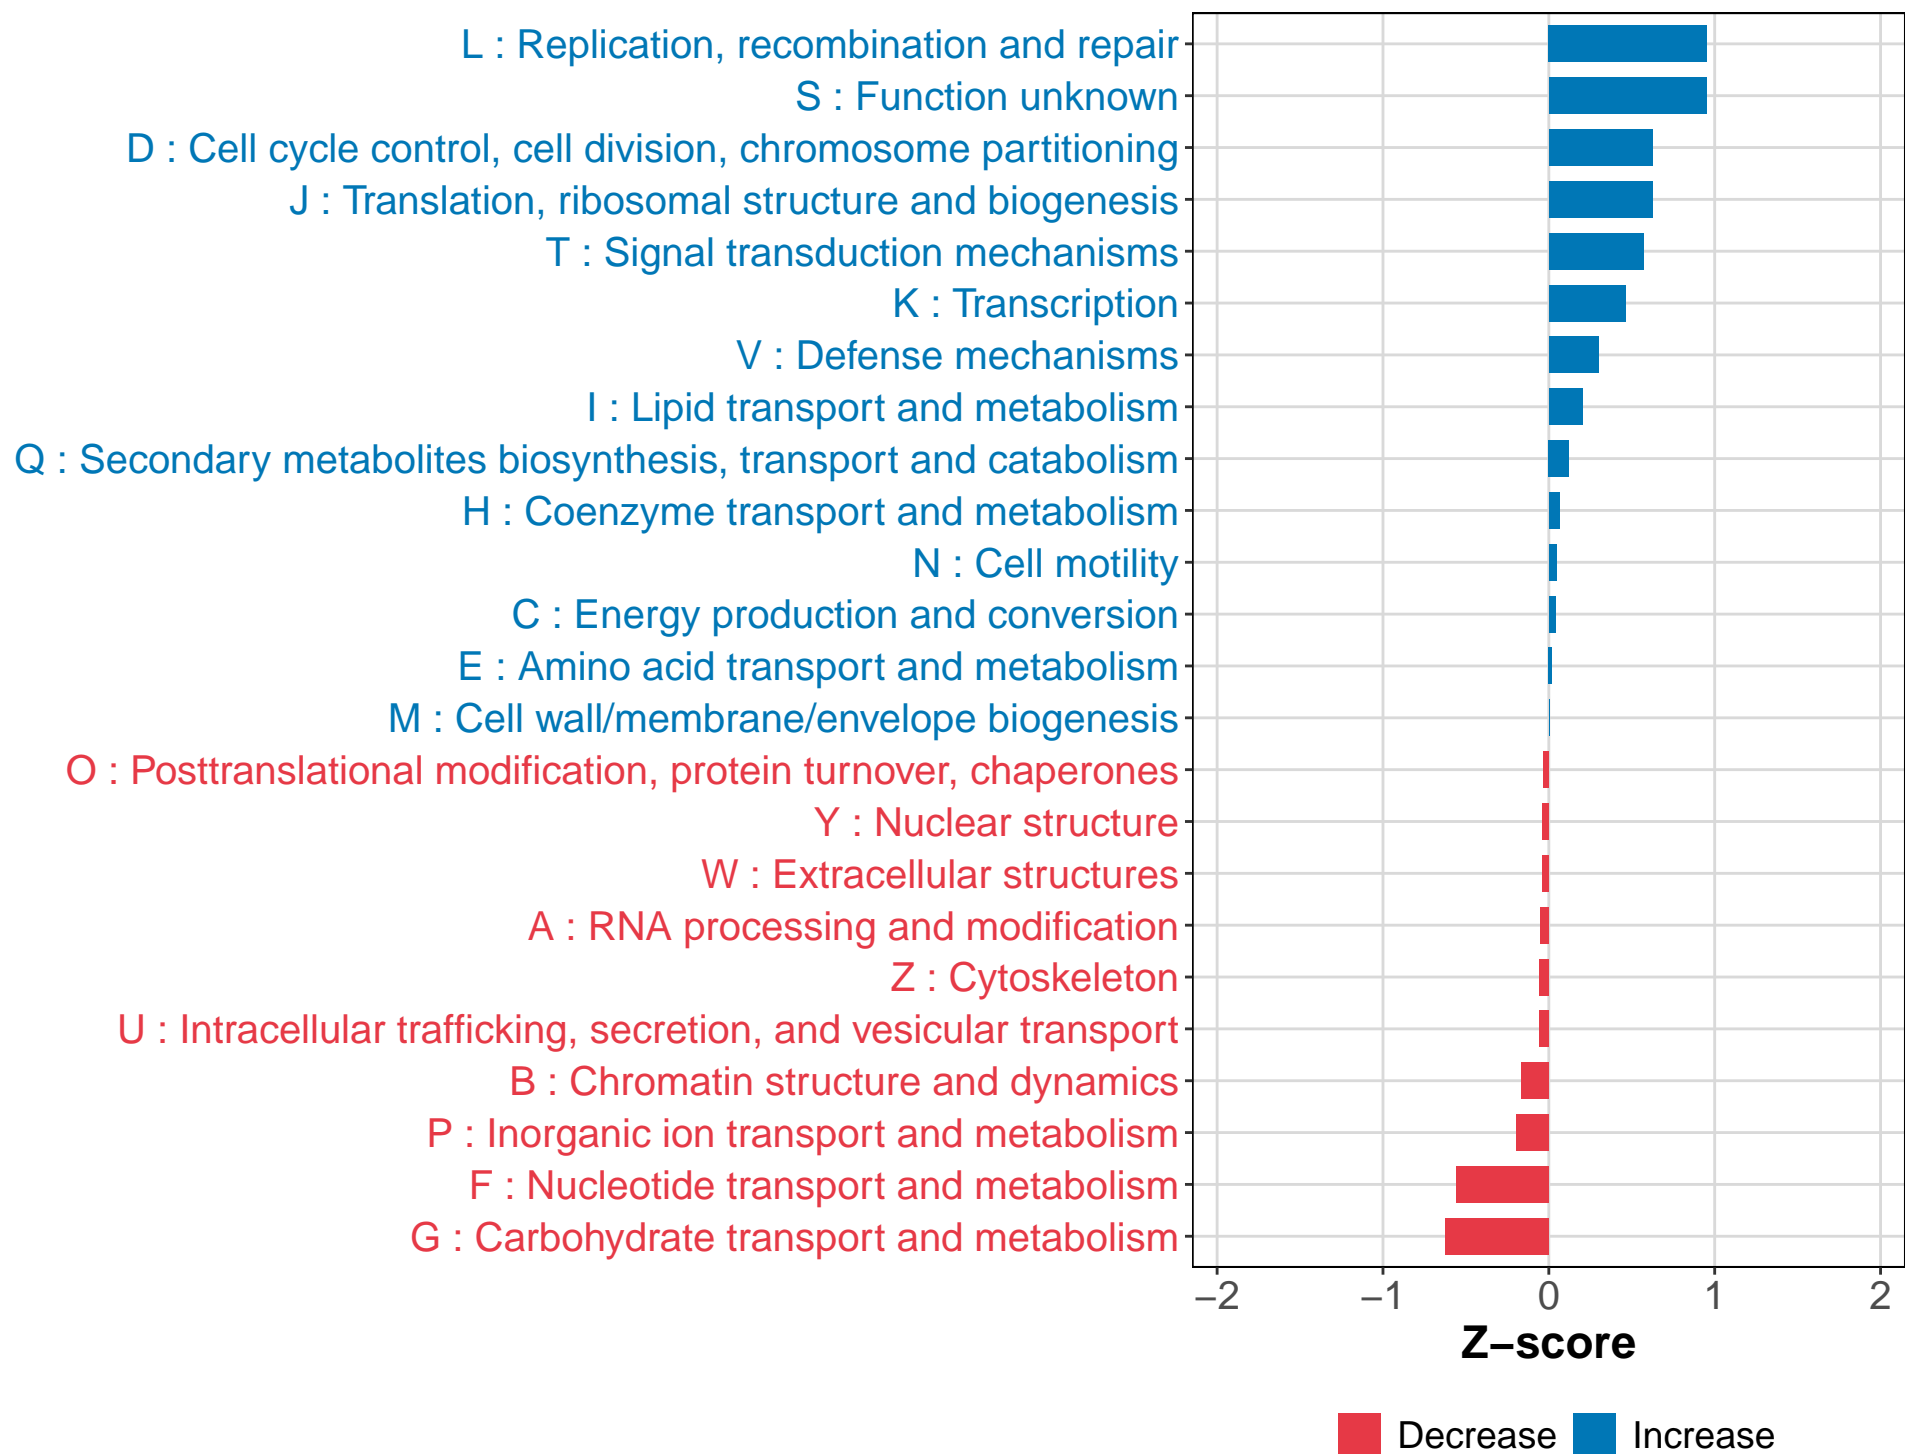 L : Replication, recombination and repair
S : Function unknown
D : Cell cycle control, cell division, chromosome partitioning
J : Translation, ribosomal structure and biogenesis
T : Signal transduction mechanisms
K : Transcription
V : Defense mechanisms
I : Lipid transport and metabolism
Q : Secondary metabolites biosynthesis, transport and catabolism
H : Coenzyme transport and metabolism
N : Cell motility
C : Energy production and conversion
E : Amino acid transport and metabolism
M : Cell wall/membrane/envelope biogenesis
O : Posttranslational modification, protein turnover, chaperones
Y : Nuclear structure
W : Extracellular structures
A : RNA processing and modification
Z : Cytoskeleton
U : Intracellular trafficking, secretion, and vesicular transport
B : Chromatin structure and dynamics
P : Inorganic ion transport and metabolism
F : Nucleotide transport and metabolism
G : Carbohydrate transport and metabolism
−2 −1 0 1 2
Z−score
Decrease Increase